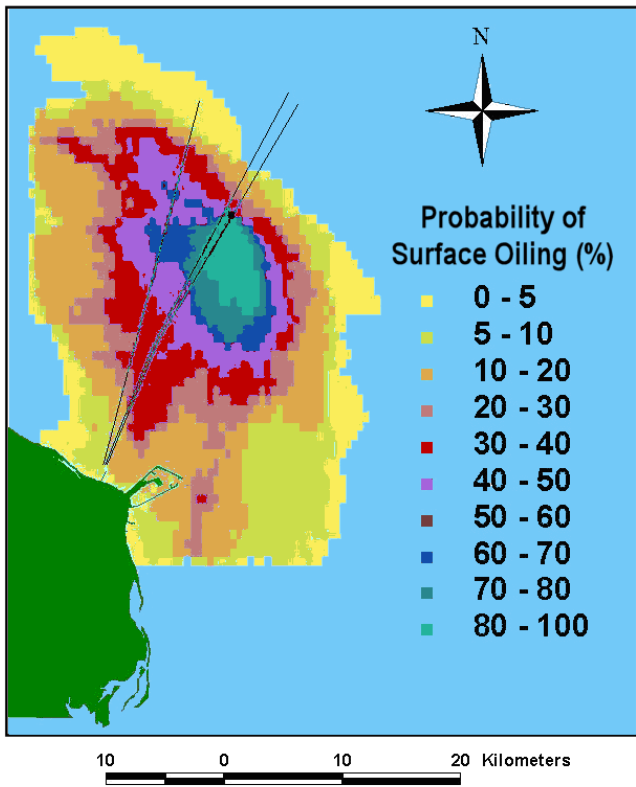 N
Probability of
Surface Oiling (%)
0 - 5
5 - 10
10 - 20
20 - 30
30 - 40
40 - 50
50 - 60
60 - 70
70 - 80
80 - 100
10 0 10 20 Kilometers